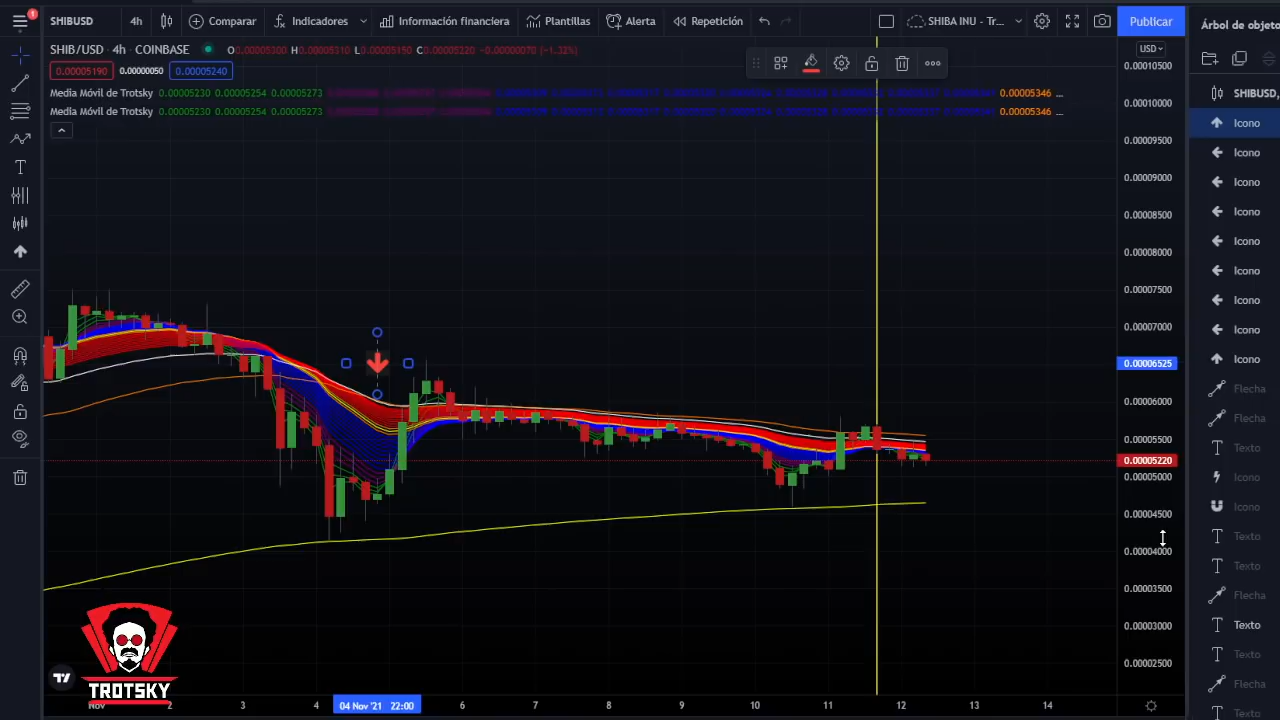 1
SHIBUSD 4h Comparar Indicadores Información financiera Plantillas Alerta Repetición SHIBA INU - Tr... Publicar Árbol de objeto
SHIB/USD · 4h · COINBASE O0.00005300 H0.00005310 L0.00005190 C0.00005220 −0.00000070 (−1.32%)
USD
0.00005190 0.00000050 0.00005240
Media Móvil de Trotsky 0.00005230 0.00005254 0.00005273 0.00005346 ...
Media Móvil de Trotsky 0.00005230 0.00005254 0.00005273 0.00005346 ...
0.00010500
0.00010000
0.00009500
0.00009000
0.00008500
0.00008000
0.00007500
0.00007000
0.00006525
0.00006000
0.00005500
0.00005220
0.00005000
0.00004500
0.00004000
0.00003500
0.00003000
0.00002500
SHIBUSD,
Icono
Icono
Icono
Icono
Icono
Icono
Icono
Icono
Icono
Flecha
Flecha
Texto
Icono
Icono
Texto
Texto
Flecha
Texto
Texto
Flecha
Texto
TROTSKY
Nov 2 3 4 04 Nov '21 22:00 6 7 8 9 10 11 12 13 14